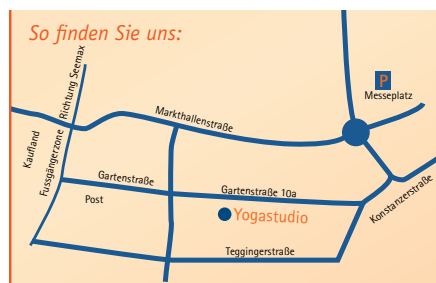 So finden Sie uns:
Richtung Seemax
P
Messeplatz
Markthallenstraße
Kaufland
Fussgängerzone
Gartenstraße
Gartenstraße 10a
Post
Konstanzerstraße
Yogastudio
Teggingerstraße